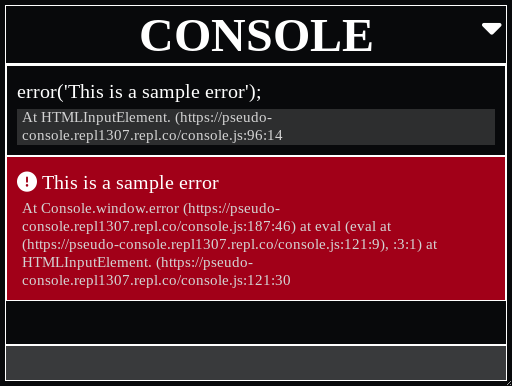 CONSOLE
error('This is a sample error');
At HTMLInputElement. (https://pseudo-
console.repl1307.repl.co/console.js:96:14
This is a sample error
At Console.window.error (https://pseudo-
console.repl1307.repl.co/console.js:187:46) at eval (eval at
(https://pseudo-console.repl1307.repl.co/console.js:121:9), :3:1) at
HTMLInputElement. (https://pseudo-
console.repl1307.repl.co/console.js:121:30